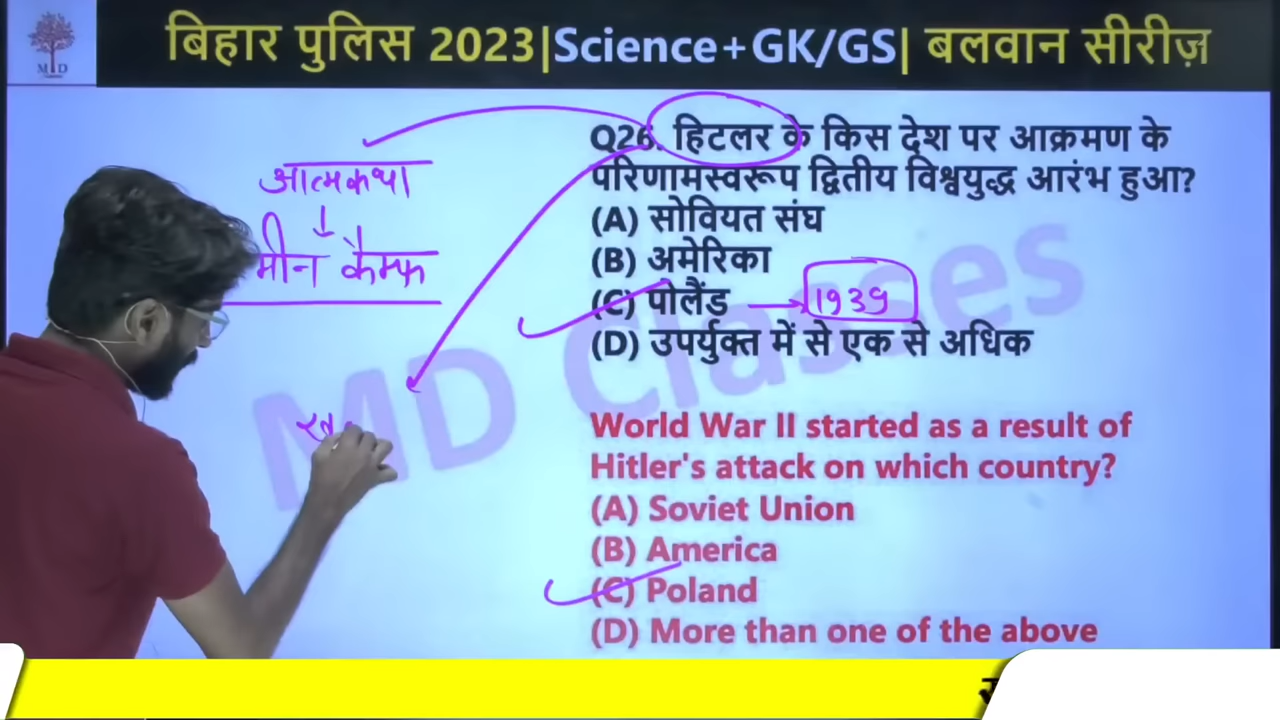 बिहार पुलिस 2023|Science+GK/GS| बलवान सीरीज़
MD
Q26. हिटलर के किस देश पर आक्रमण के
परिणामस्वरूप द्वितीय विश्वयुद्ध आरंभ हुआ?
(A) सोवियत संघ
(B) अमेरिका
(C) पोलैंड → 1939
(D) उपर्युक्त में से एक से अधिक
आत्मकथा
↓
मीन कैम्फ
MD Classes
World War II started as a result of
Hitler's attack on which country?
(A) Soviet Union
(B) America
(C) Poland
(D) More than one of the above